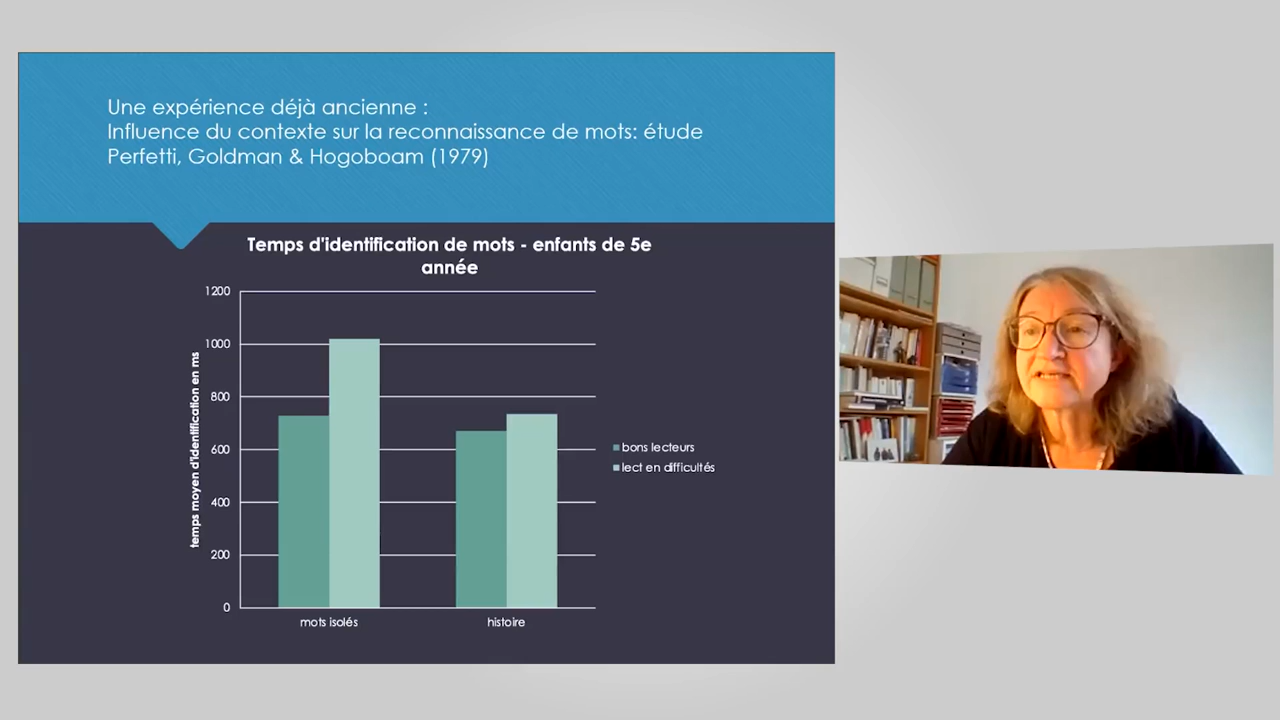 Une expérience déjà ancienne :
Influence du contexte sur la reconnaissance de mots: étude
Perfetti, Goldman & Hogoboam (1979)
Temps d'identification de mots - enfants de 5e
année
temps moyen d'identification en ms
1200
1000
800
600
400
200
0
mots isolés
histoire
bons lecteurs
lect en difficultés